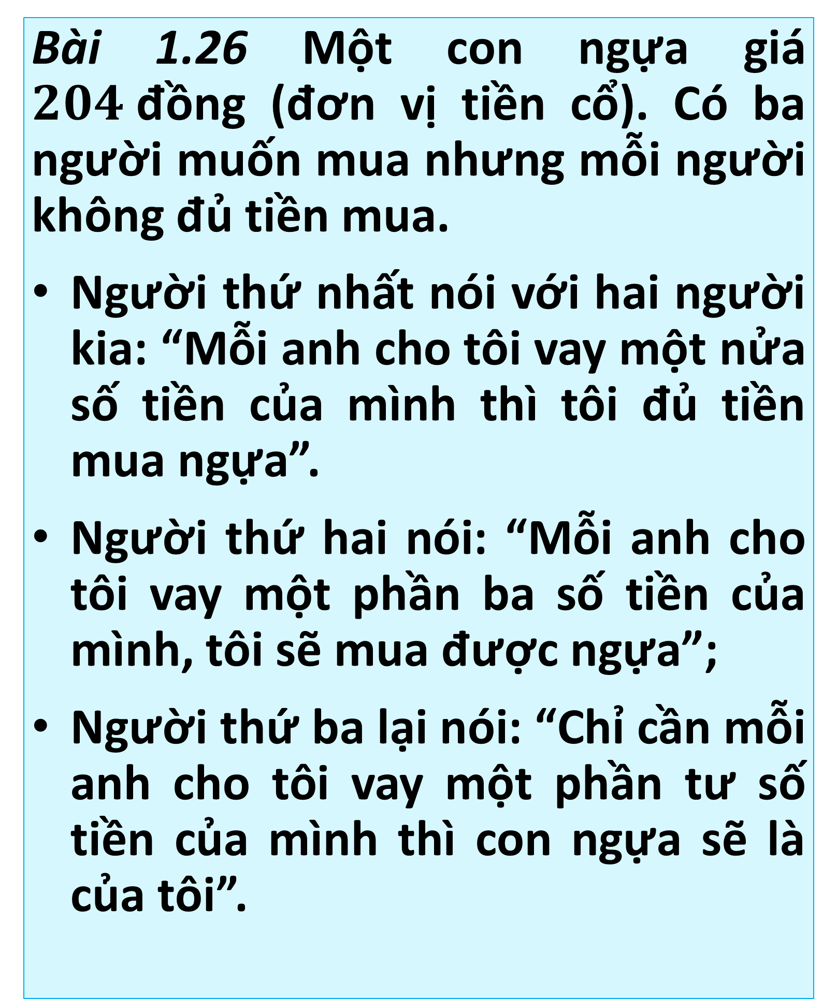 Bài 1.26 Một con ngựa giá
204 đồng (đơn vị tiền cổ). Có ba
người muốn mua nhưng mỗi người
không đủ tiền mua.
• Người thứ nhất nói với hai người
kia: “Mỗi anh cho tôi vay một nửa
số tiền của mình thì tôi đủ tiền
mua ngựa”.
• Người thứ hai nói: “Mỗi anh cho
tôi vay một phần ba số tiền của
mình, tôi sẽ mua được ngựa”;
• Người thứ ba lại nói: “Chỉ cần mỗi
anh cho tôi vay một phần tư số
tiền của mình thì con ngựa sẽ là
của tôi”.